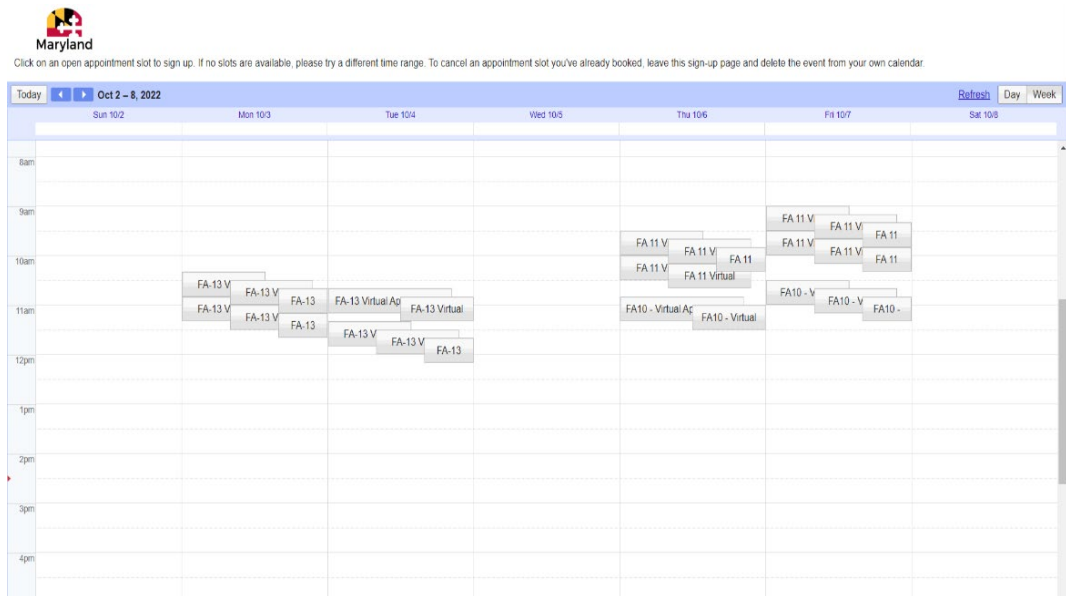 Maryland
Click on an open appointment slot to sign up. If no slots are available, please try a different time range. To cancel an appointment slot you've already booked, leave this sign-up page and delete the event from your own calendar.
Today Oct 2 – 8, 2022 Refresh Day Week
Sun 10/2 Mon 10/3 Tue 10/4 Wed 10/5 Thu 10/6 Fri 10/7 Sat 10/8
8am
9am
FA 11 V
FA 11 V
FA 11
FA 11 V
FA 11 V
FA 11 V
FA 11 V
FA 11
FA 11
10am
FA 11 V
FA 11 Virtual
FA-13 V
FA-13 V
FA-13
FA-13 Virtual Ap
FA-13 Virtual
FA10 - V
FA10 - V
FA10 -
11am
FA-13 V
FA-13 V
FA-13
FA10 - Virtual Ap
FA10 - Virtual
FA-13 V
FA-13 V
FA-13
12pm
1pm
2pm
3pm
4pm